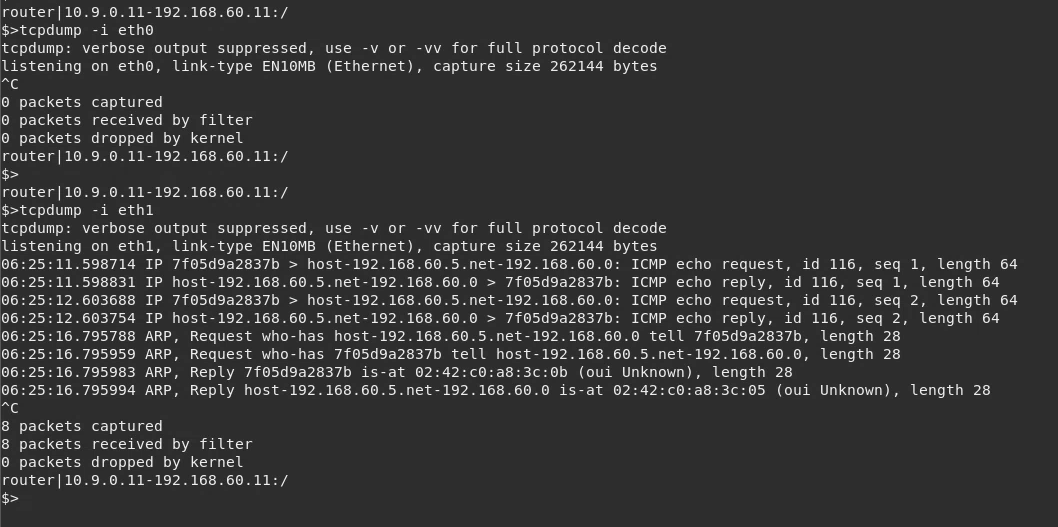 router|10.9.0.11-192.168.60.11:/
$>tcpdump -i eth0
tcpdump: verbose output suppressed, use -v or -vv for full protocol decode
listening on eth0, link-type EN10MB (Ethernet), capture size 262144 bytes
^C
0 packets captured
0 packets received by filter
0 packets dropped by kernel
router|10.9.0.11-192.168.60.11:/
$>
router|10.9.0.11-192.168.60.11:/
$>tcpdump -i eth1
tcpdump: verbose output suppressed, use -v or -vv for full protocol decode
listening on eth1, link-type EN10MB (Ethernet), capture size 262144 bytes
06:25:11.598714 IP 7f05d9a2837b > host-192.168.60.5.net-192.168.60.0: ICMP echo request, id 116, seq 1, length 64
06:25:11.598831 IP host-192.168.60.5.net-192.168.60.0 > 7f05d9a2837b: ICMP echo reply, id 116, seq 1, length 64
06:25:12.603688 IP 7f05d9a2837b > host-192.168.60.5.net-192.168.60.0: ICMP echo request, id 116, seq 2, length 64
06:25:12.603754 IP host-192.168.60.5.net-192.168.60.0 > 7f05d9a2837b: ICMP echo reply, id 116, seq 2, length 64
06:25:16.795788 ARP, Request who-has host-192.168.60.5.net-192.168.60.0 tell 7f05d9a2837b, length 28
06:25:16.795959 ARP, Request who-has 7f05d9a2837b tell host-192.168.60.5.net-192.168.60.0, length 28
06:25:16.795983 ARP, Reply 7f05d9a2837b is-at 02:42:c0:a8:3c:0b (oui Unknown), length 28
06:25:16.795994 ARP, Reply host-192.168.60.5.net-192.168.60.0 is-at 02:42:c0:a8:3c:05 (oui Unknown), length 28
^C
8 packets captured
8 packets received by filter
0 packets dropped by kernel
router|10.9.0.11-192.168.60.11:/
$>